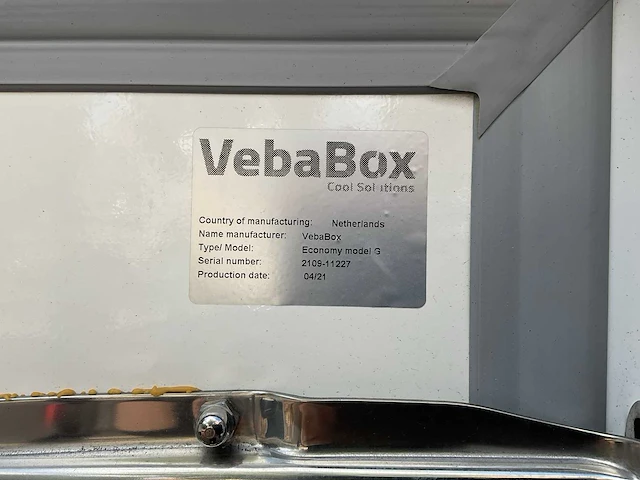 VebaBox
Cool Solutions
Country of manufacturing: Netherlands
Name manufacturer: VebaBox
Type/ Model: Economy model G
Serial number: 2109-11227
Production date: 04/21